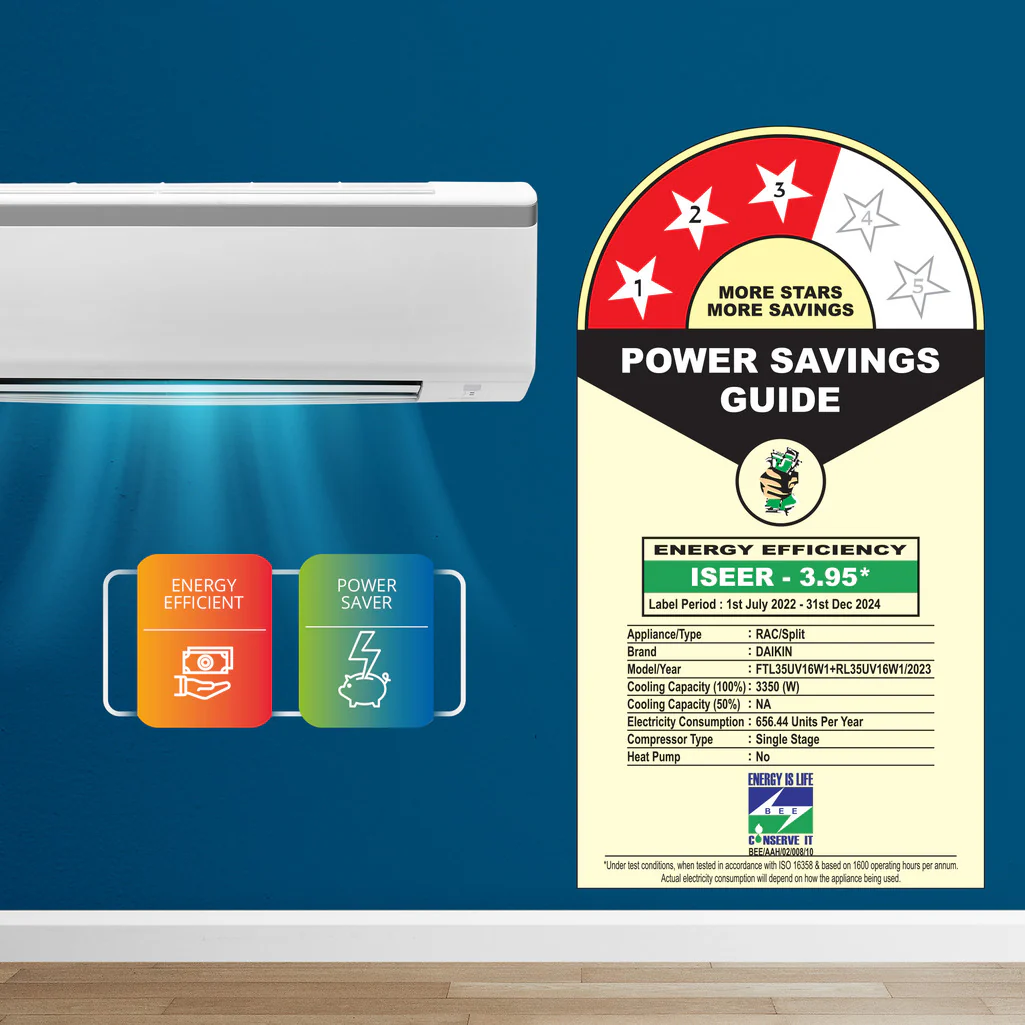 1
2
3
4
5
MORE STARS
MORE SAVINGS
POWER SAVINGS
GUIDE
ENERGY EFFICIENCY
ISEER - 3.95*
Label Period : 1st July 2022 - 31st Dec 2024
Appliance/Type : RAC/Split
Brand : DAIKIN
Model/Year : FTL35UV16W1+RL35UV16W1/2023
Cooling Capacity (100%) : 3350 (W)
Cooling Capacity (50%) : NA
Electricity Consumption : 656.44 Units Per Year
Compressor Type : Single Stage
Heat Pump : No
ENERGY IS LIFE
BEE
CONSERVE IT
BEE/AAH/02/008/10
*Under test conditions, when tested in accordance with ISO 16358 & based on 1600 operating hours per annum.
Actual electricity consumption will depend on how the appliance being used.
ENERGY
EFFICIENT
POWER
SAVER